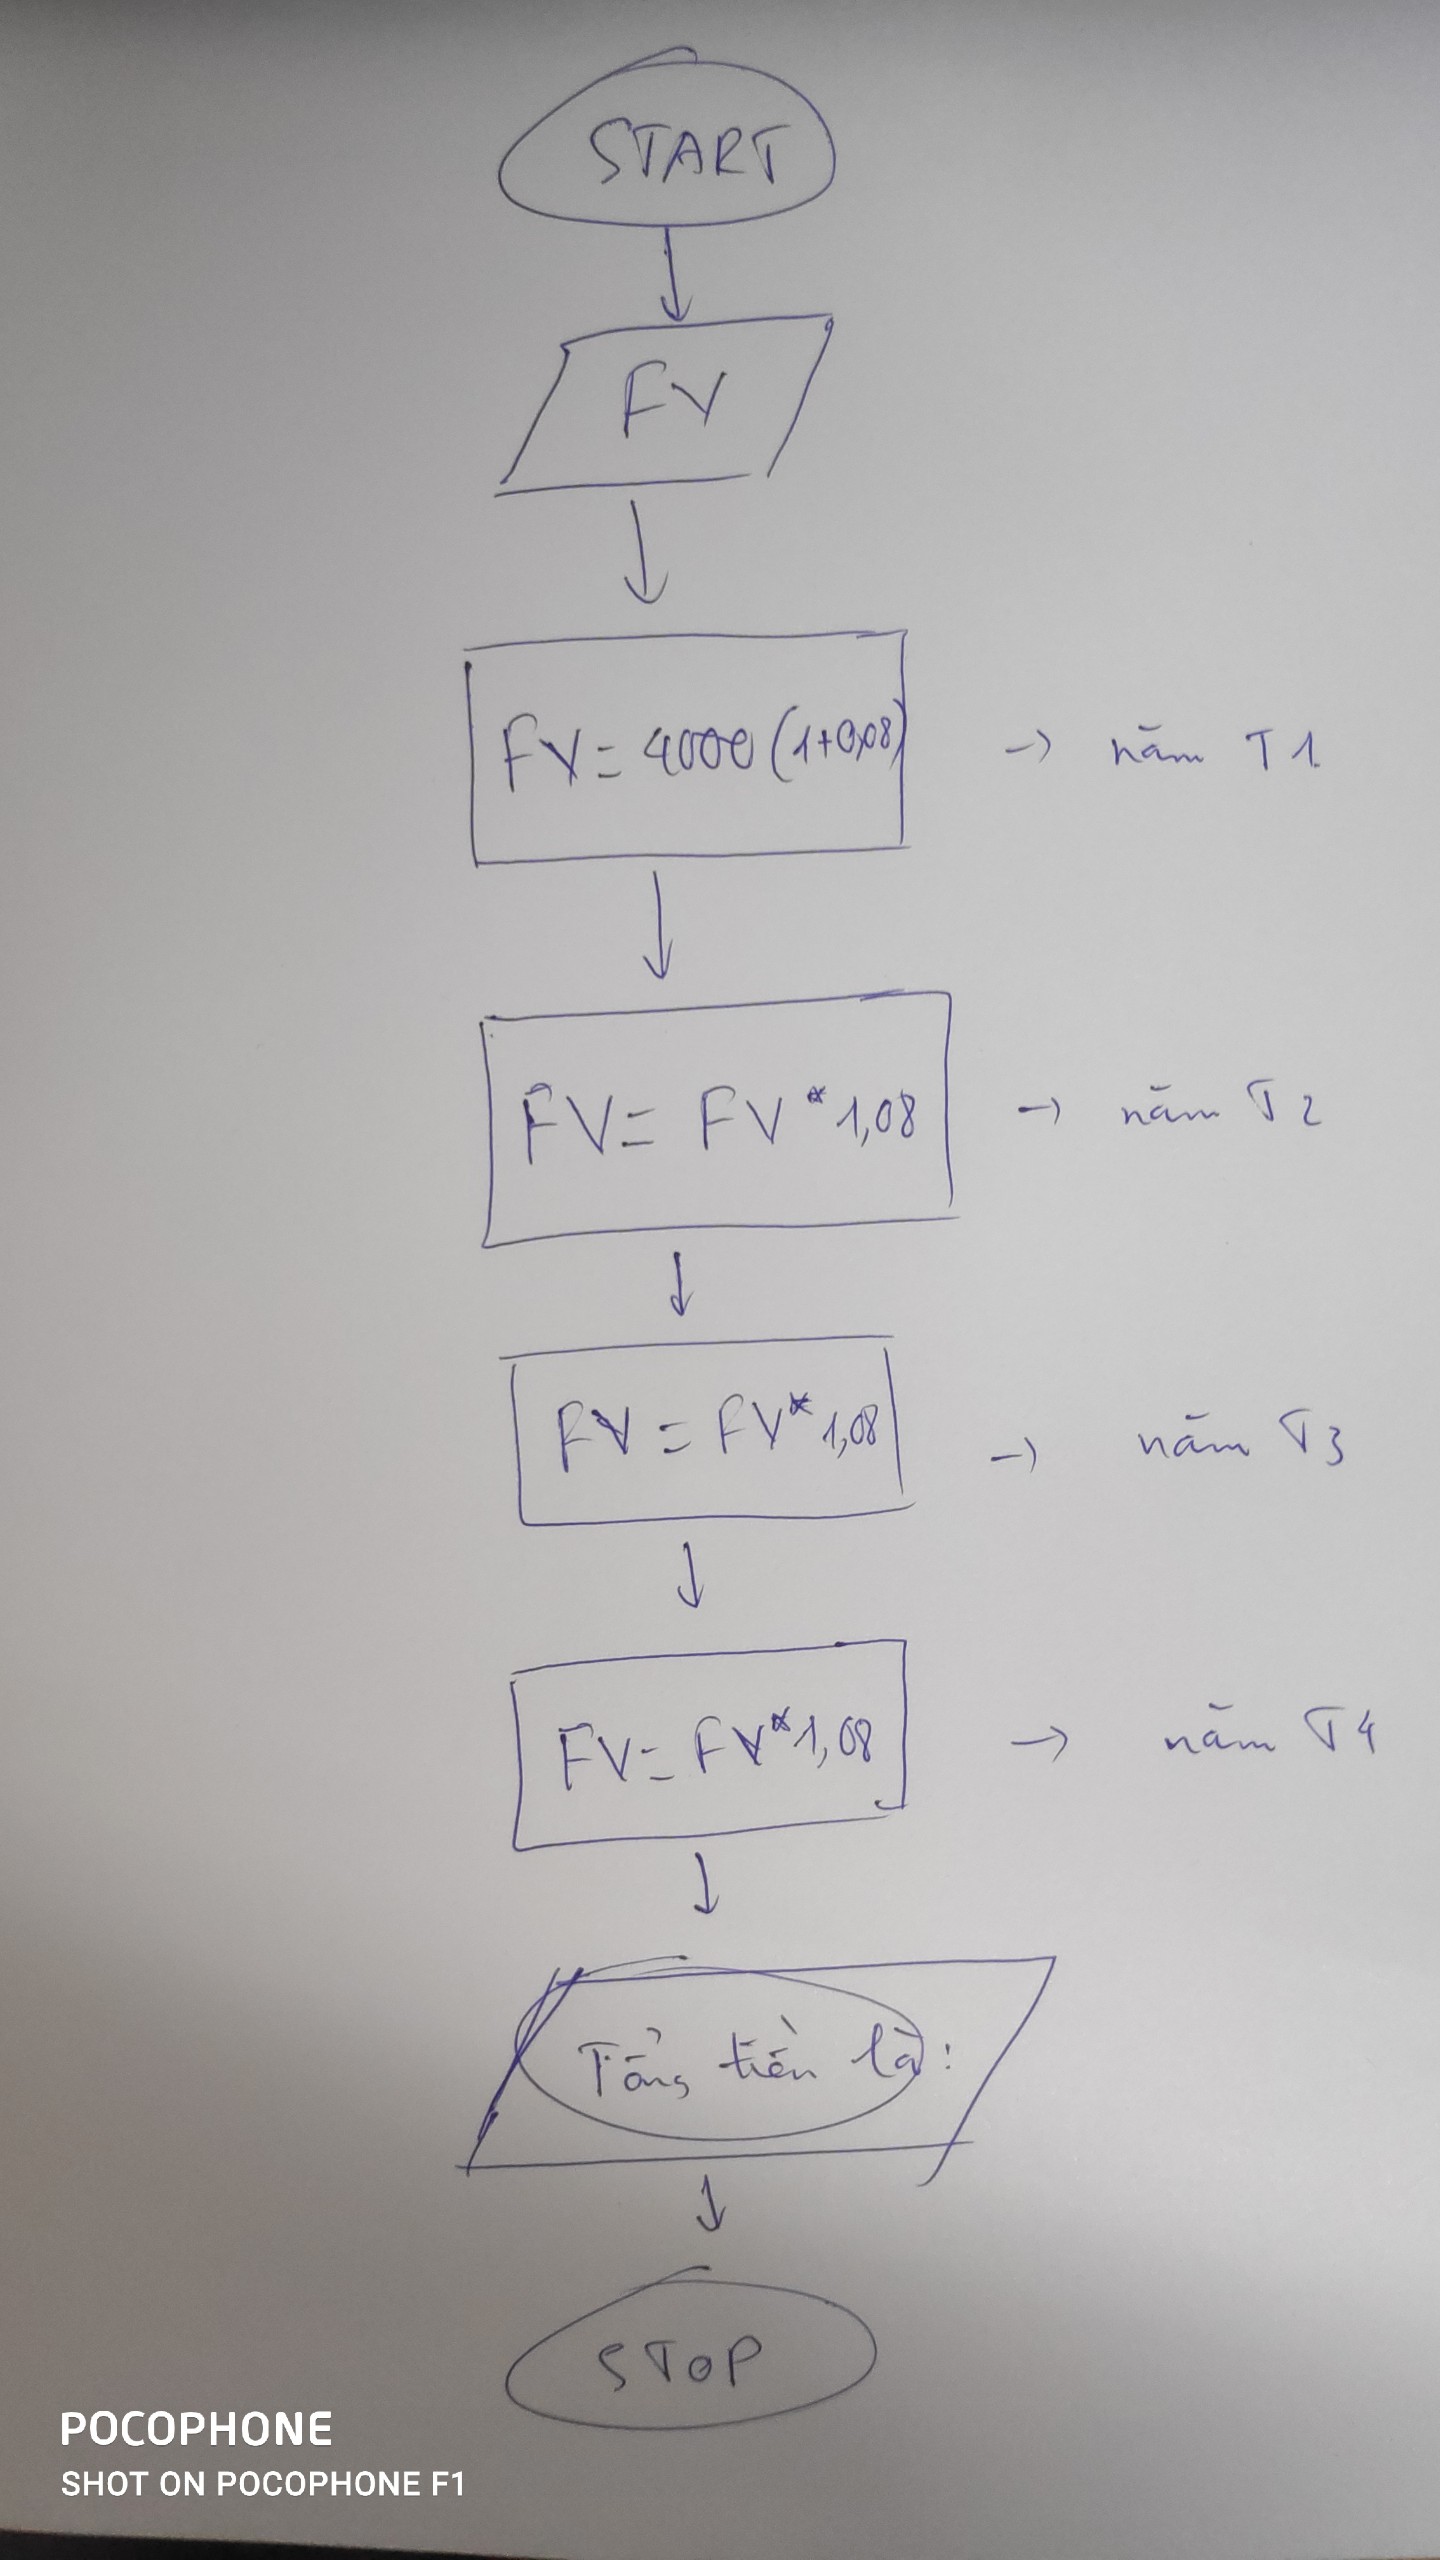 START
FV
FV = 4000 (1+0,08) → năm T1
FV = FV * 1,08 → năm T2
FV = FV * 1,08 → năm T3
FV = FV * 1,08 → năm T4
Tổng tiền là:
STOP
POCOPHONE
SHOT ON POCOPHONE F1